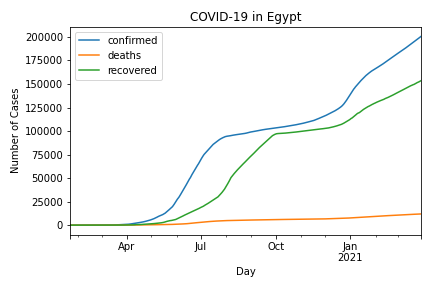 COVID-19 in Egypt
confirmed
deaths
recovered
Number of Cases
200000
175000
150000
125000
100000
75000
50000
25000
0
Apr
Jul
Oct
Jan
2021
Day